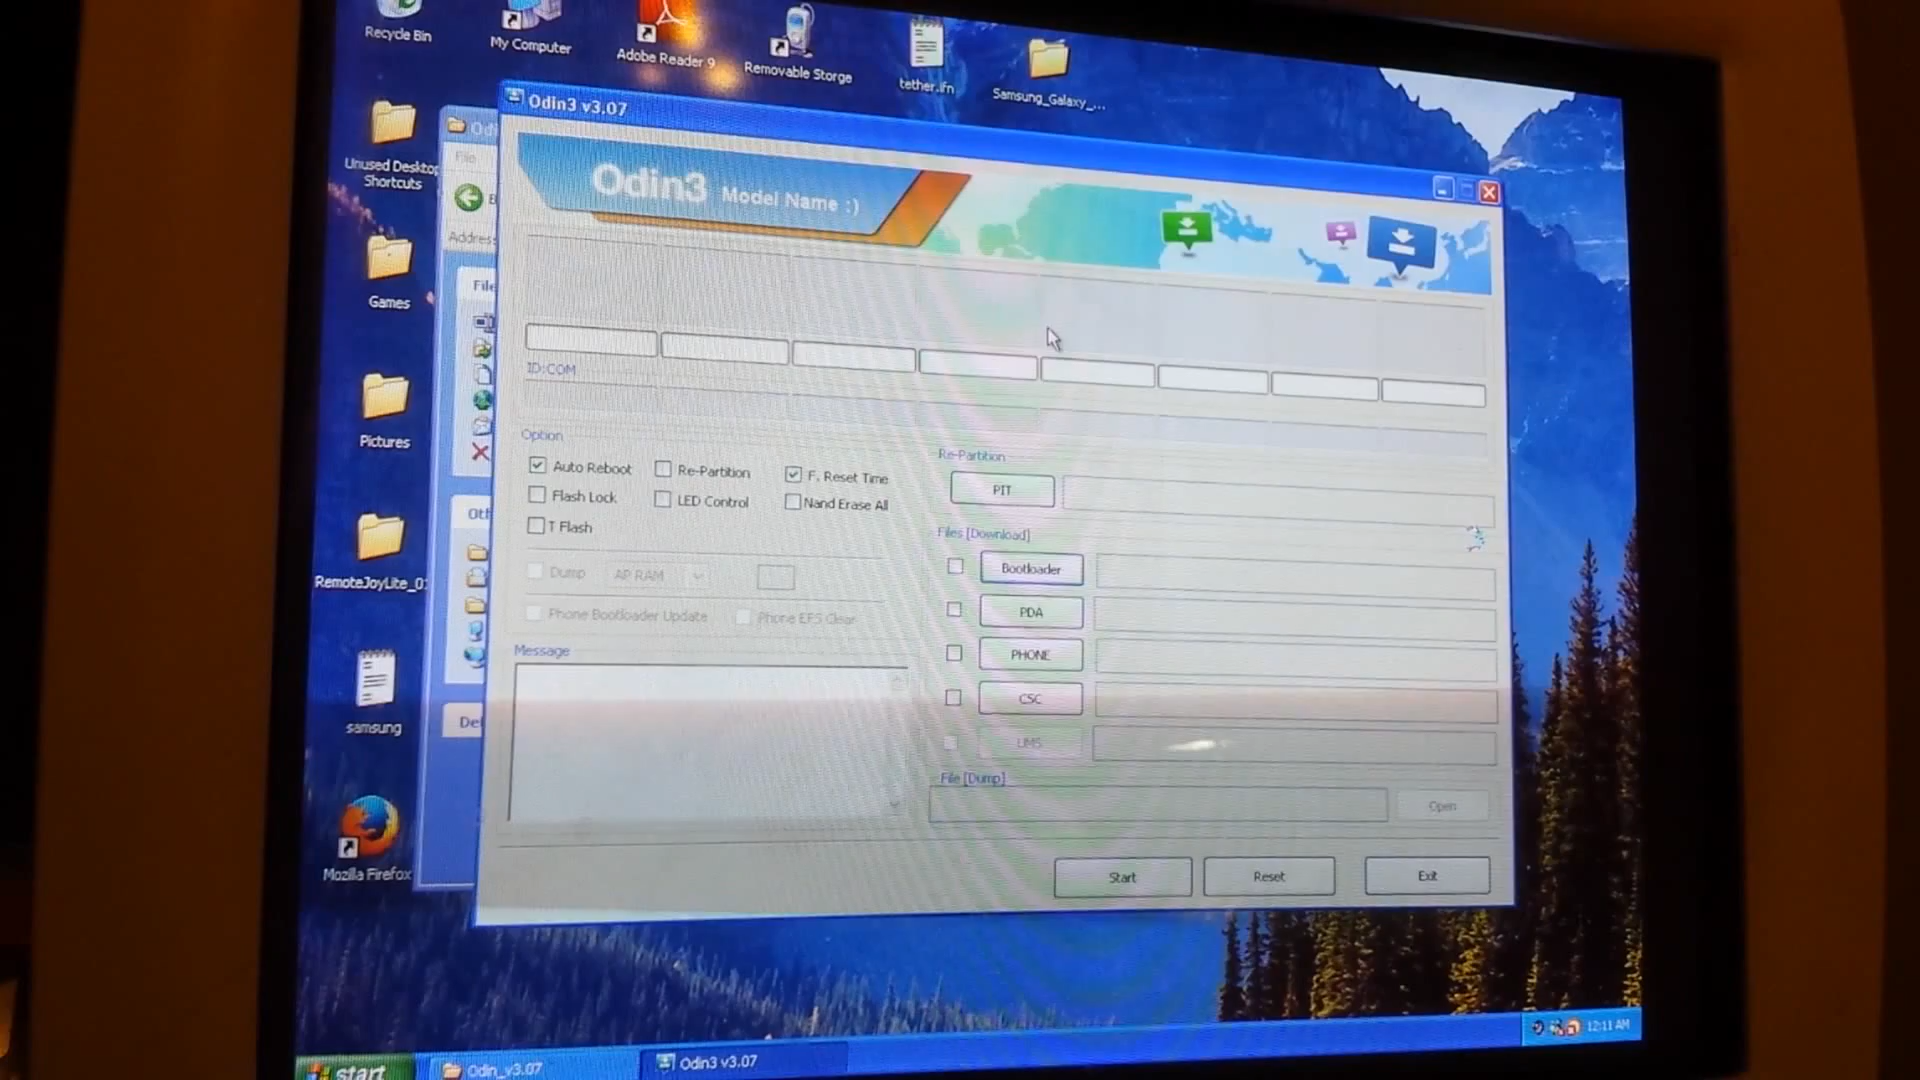 Recycle Bin
My Computer
Adobe Reader 9
Removable Storge
tether.ifn
Samsung_Galaxy_...
Unused Desktop
Shortcuts
Games
Pictures
RemoteJoyLite_0
samsung
Mozilla Firefox
Odin3 v3.07
File
Address
Odin3 Model Name :)
ID:COM
Option
Auto Reboot
Re-Partition
F. Reset Time
Flash Lock
LED Control
Nand Erase All
T Flash
Dump
AP RAM
Phone Bootloader Update
Phone EFS Clear
Message
Re-Partition
PIT
Files [Download]
Bootloader
PDA
PHONE
CSC
UMS
File [Dump]
Open
Start
Reset
Exit
start
Odin_v3.07
Odin3 v3.07
12:11 AM